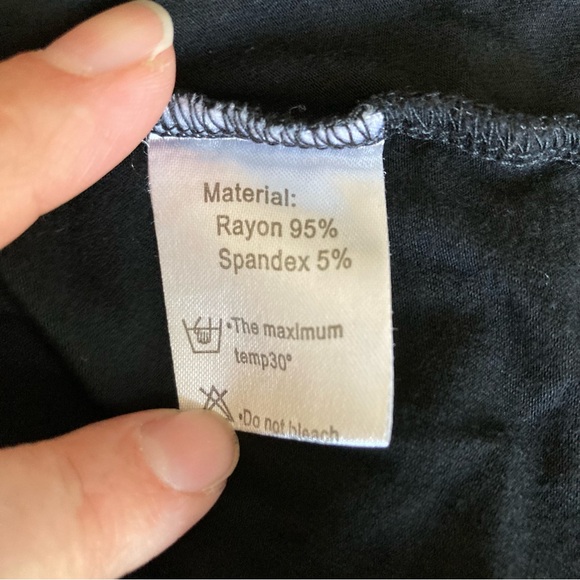 Material:
Rayon 95%
Spandex 5%
•The maximum
temp30°
•Do not bleach